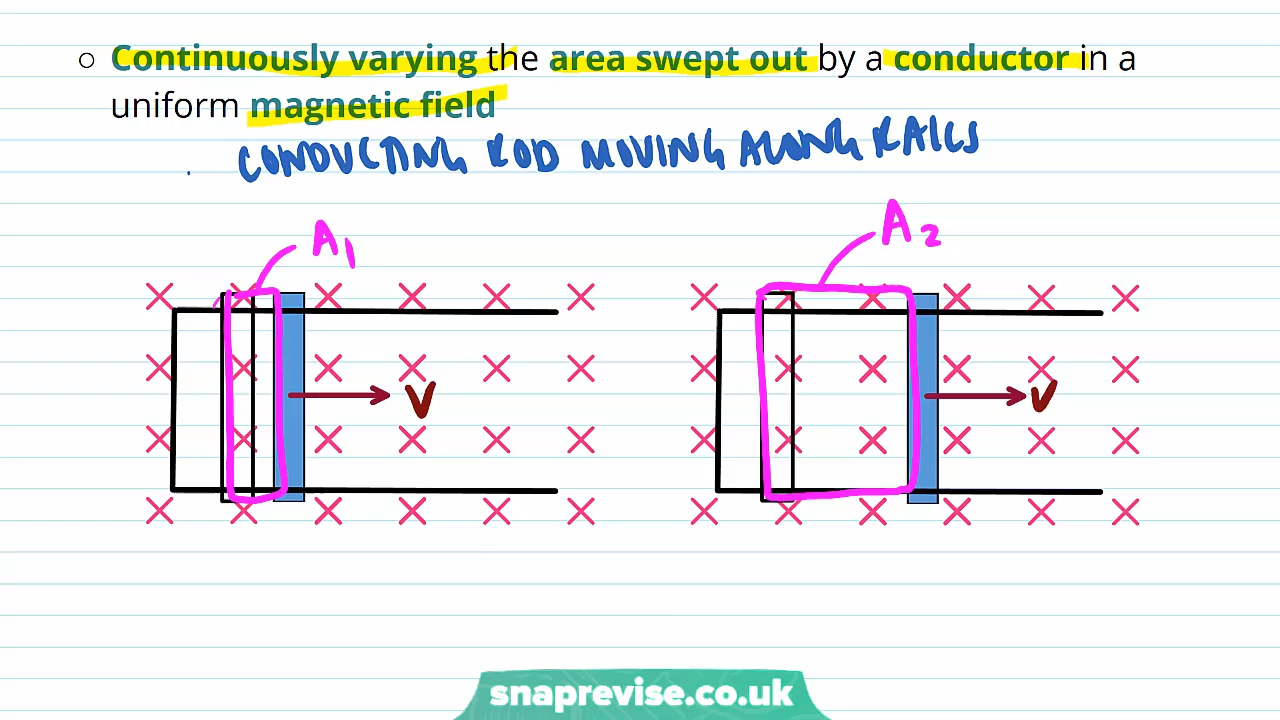 Continuously varying the area swept out by a conductor in a
uniform magnetic field
CONDUCTING ROD MOVING ALONG RAILS
A1
A2
V
V
snaprevise.co.uk